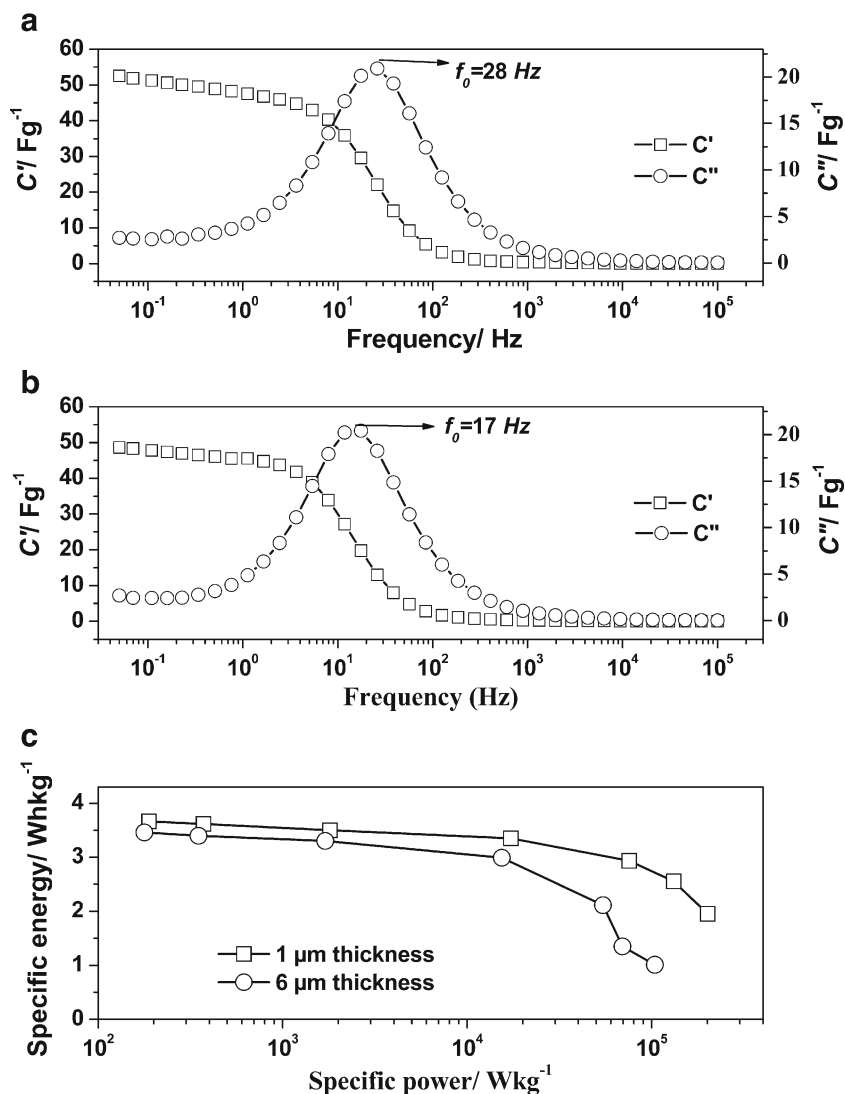 a
60
50
40
30
20
10
0
C'/ Fg⁻¹
f₀=28 Hz
C'
C"
20
15
10
5
0
C"/ Fg⁻¹
10⁻¹ 10⁰ 10¹ 10² 10³ 10⁴ 10⁵
Frequency/ Hz
b
60
50
40
30
20
10
0
C'/ Fg⁻¹
f₀=17 Hz
C'
C"
20
15
10
5
0
C"/ Fg⁻¹
10⁻¹ 10⁰ 10¹ 10² 10³ 10⁴ 10⁵
Frequency (Hz)
c
4
3
2
1
0
Specific energy/ Whkg⁻¹
1 µm thickness
6 µm thickness
10² 10³ 10⁴ 10⁵
Specific power/ Wkg⁻¹